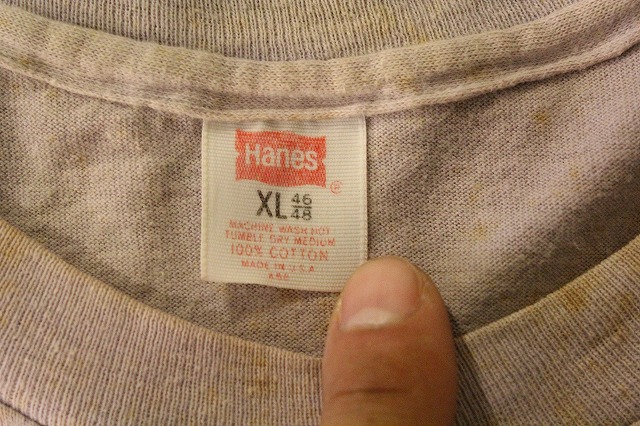 Hanes
®
XL 46/48
MACHINE WASH HOT
TUMBLE DRY MEDIUM
100% COTTON
MADE IN U.S.A